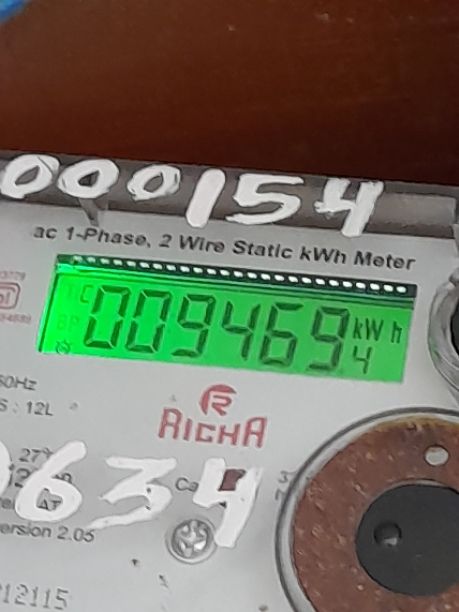 000154
ac 1-Phase, 2 Wire Static kWh Meter
009469 kWh
4
50Hz
S : 12L
RICHA
27°
634
ersion 2.05
12115